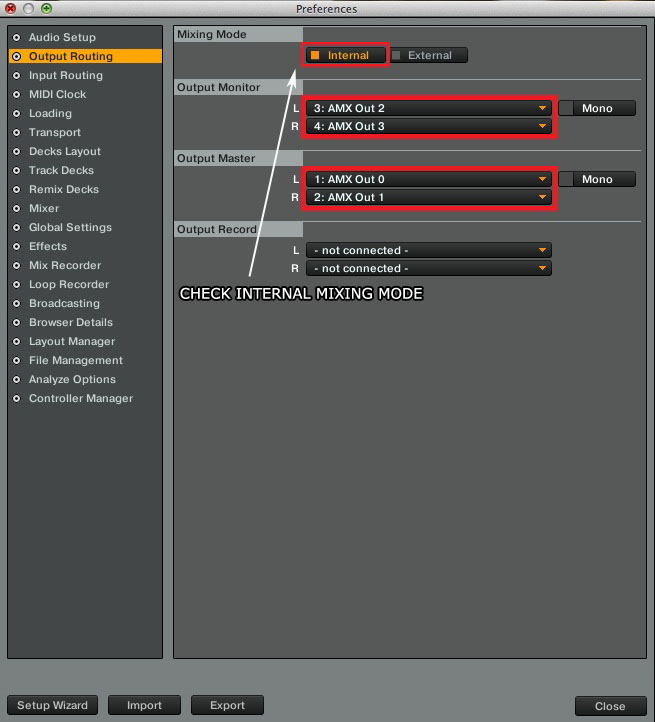 Preferences
Audio Setup
Output Routing
Input Routing
MIDI Clock
Loading
Transport
Decks Layout
Track Decks
Remix Decks
Mixer
Global Settings
Effects
Mix Recorder
Loop Recorder
Broadcasting
Browser Details
Layout Manager
File Management
Analyze Options
Controller Manager
Mixing Mode
Internal External
Output Monitor
L 3: AMX Out 2 Mono
R 4: AMX Out 3
Output Master
L 1: AMX Out 0 Mono
R 2: AMX Out 1
Output Record
L - not connected -
R - not connected -
CHECK INTERNAL MIXING MODE
Setup Wizard Import Export Close